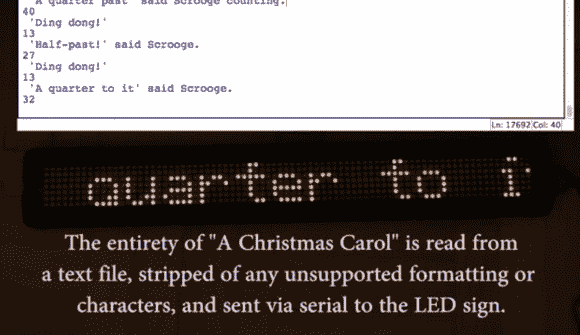 'A quarter past' said Scrooge counting.
40
'Ding dong!'
13
'Half-past!' said Scrooge.
27
'Ding dong!'
13
'A quarter to it' said Scrooge.
32
Ln: 17692 Col: 40
quarter to i
The entirety of "A Christmas Carol" is read from
a text file, stripped of any unsupported formatting or
characters, and sent via serial to the LED sign.